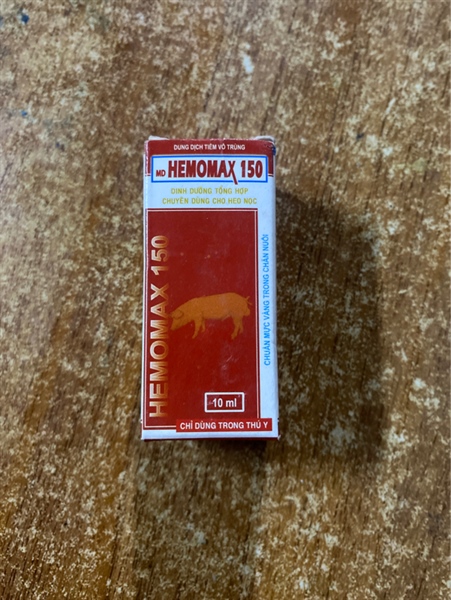 DUNG DỊCH TIÊM VÔ TRÙNG
MD HEMOMAX 150
DINH DƯỠNG TỔNG HỢP
CHUYÊN DÙNG CHO HEO NỌC
HEMOMAX 150
CHUẨN MỰC VÀNG TRONG CHĂN NUÔI
10 ml
CHỈ DÙNG TRONG THÚ Y